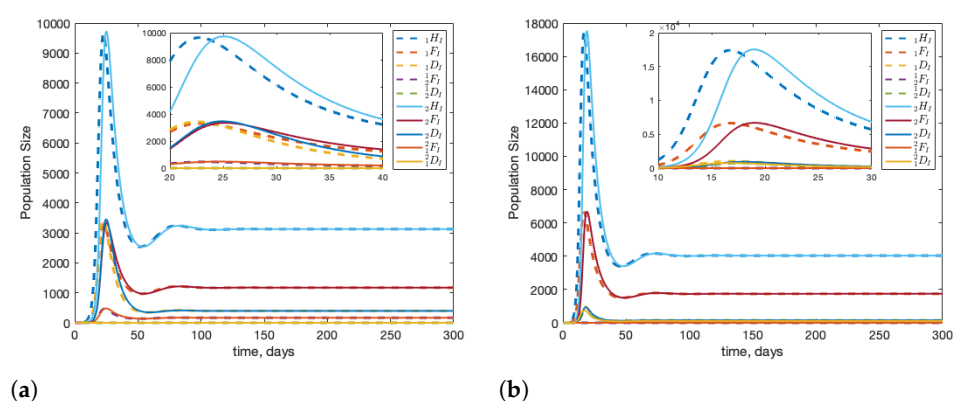 10000
9000
8000
7000
6000
5000
4000
3000
2000
1000
0
Population Size
0 50 100 150 200 250 300
time, days
10000
8000
6000
4000
2000
0
20 25 30 35 40
₁H_I
₁F_I
₁D_I
¹₂F_I
¹₂D_I
₂H_I
₂F_I
₂D_I
²₁F_I
²₁D_I
(a)
18000
16000
14000
12000
10000
8000
6000
4000
2000
0
Population Size
0 50 100 150 200 250 300
time, days
×10⁴
2
1.5
1
0.5
0
10 15 20 25 30
₁H_I
₁F_I
₁D_I
¹₂F_I
¹₂D_I
₂H_I
₂F_I
₂D_I
²₁F_I
²₁D_I
(b)